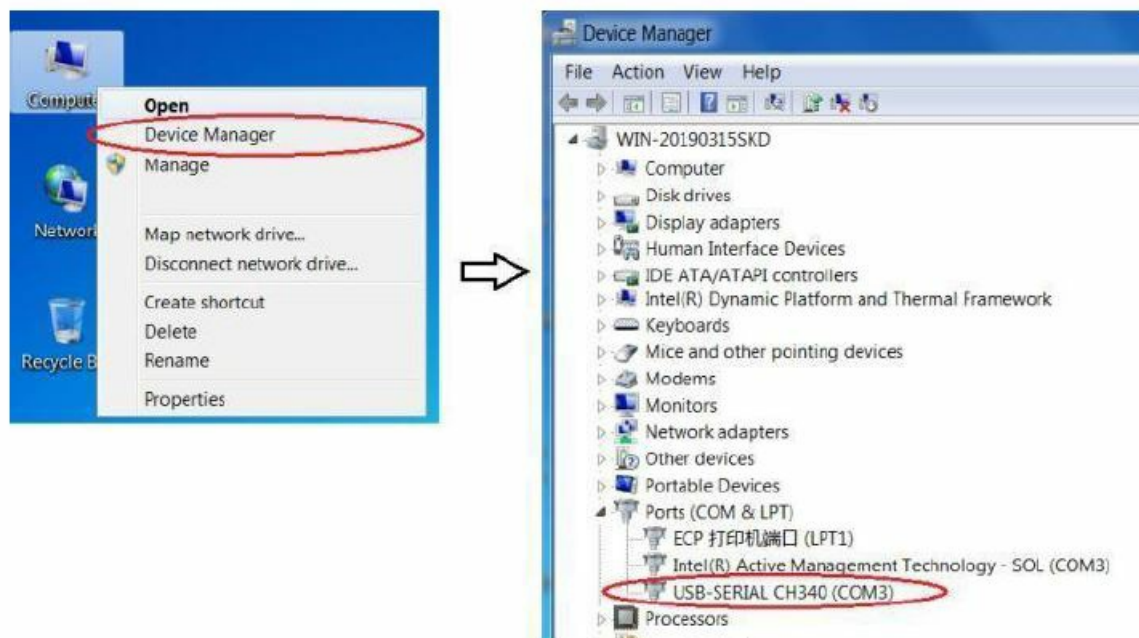 Computer
Network
Recycle B
Open
Device Manager
Manage
Map network drive...
Disconnect network drive...
Create shortcut
Delete
Rename
Properties
Device Manager
File Action View Help
WIN-20190315SKD
Computer
Disk drives
Display adapters
Human Interface Devices
IDE ATA/ATAPI controllers
Intel(R) Dynamic Platform and Thermal Framework
Keyboards
Mice and other pointing devices
Modems
Monitors
Network adapters
Other devices
Portable Devices
Ports (COM & LPT)
ECP 打印机端口 (LPT1)
Intel(R) Active Management Technology - SOL (COM3)
USB-SERIAL CH340 (COM3)
Processors